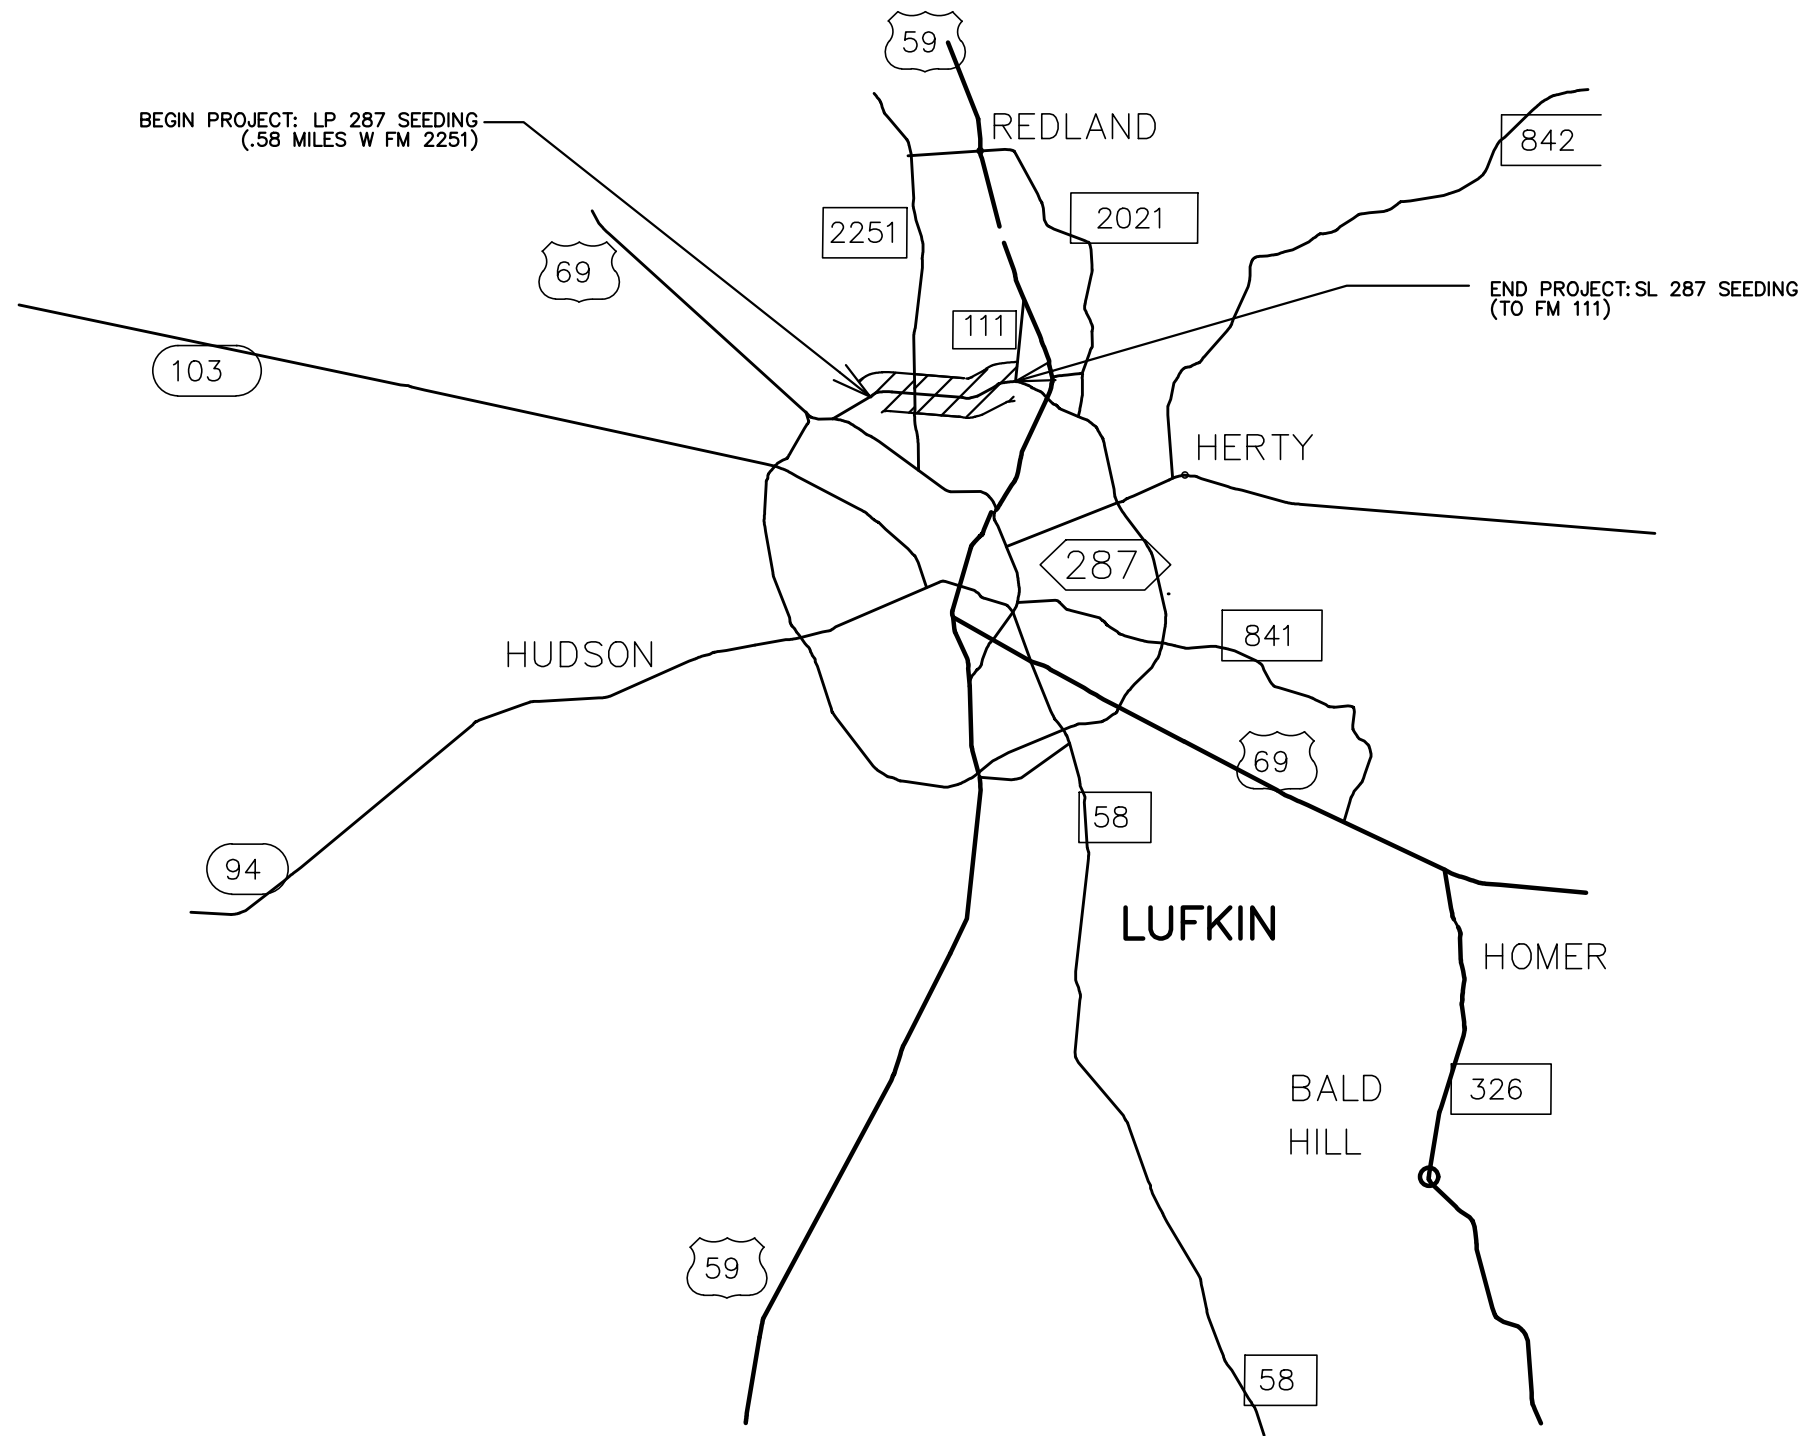 59
REDLAND
BEGIN PROJECT: LP 287 SEEDING
(.58 MILES W FM 2251)
842
2251
2021
69
END PROJECT: SL 287 SEEDING
(TO FM 111)
111
103
HERTY
287
841
HUDSON
69
58
94
LUFKIN
HOMER
BALD
HILL
326
59
58